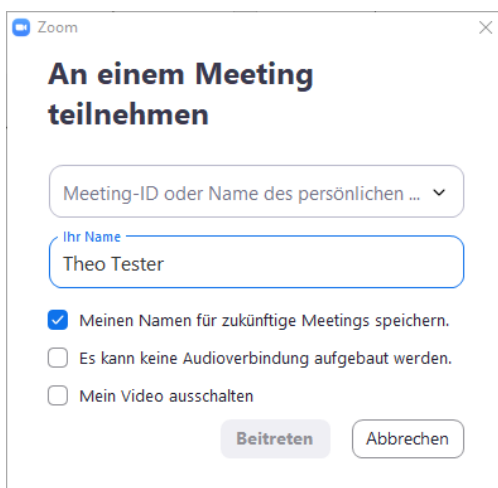 Zoom
An einem Meeting
teilnehmen
Meeting-ID oder Name des persönlichen ...
Ihr Name
Theo Tester
Meinen Namen für zukünftige Meetings speichern.
Es kann keine Audioverbindung aufgebaut werden.
Mein Video ausschalten
Beitreten Abbrechen